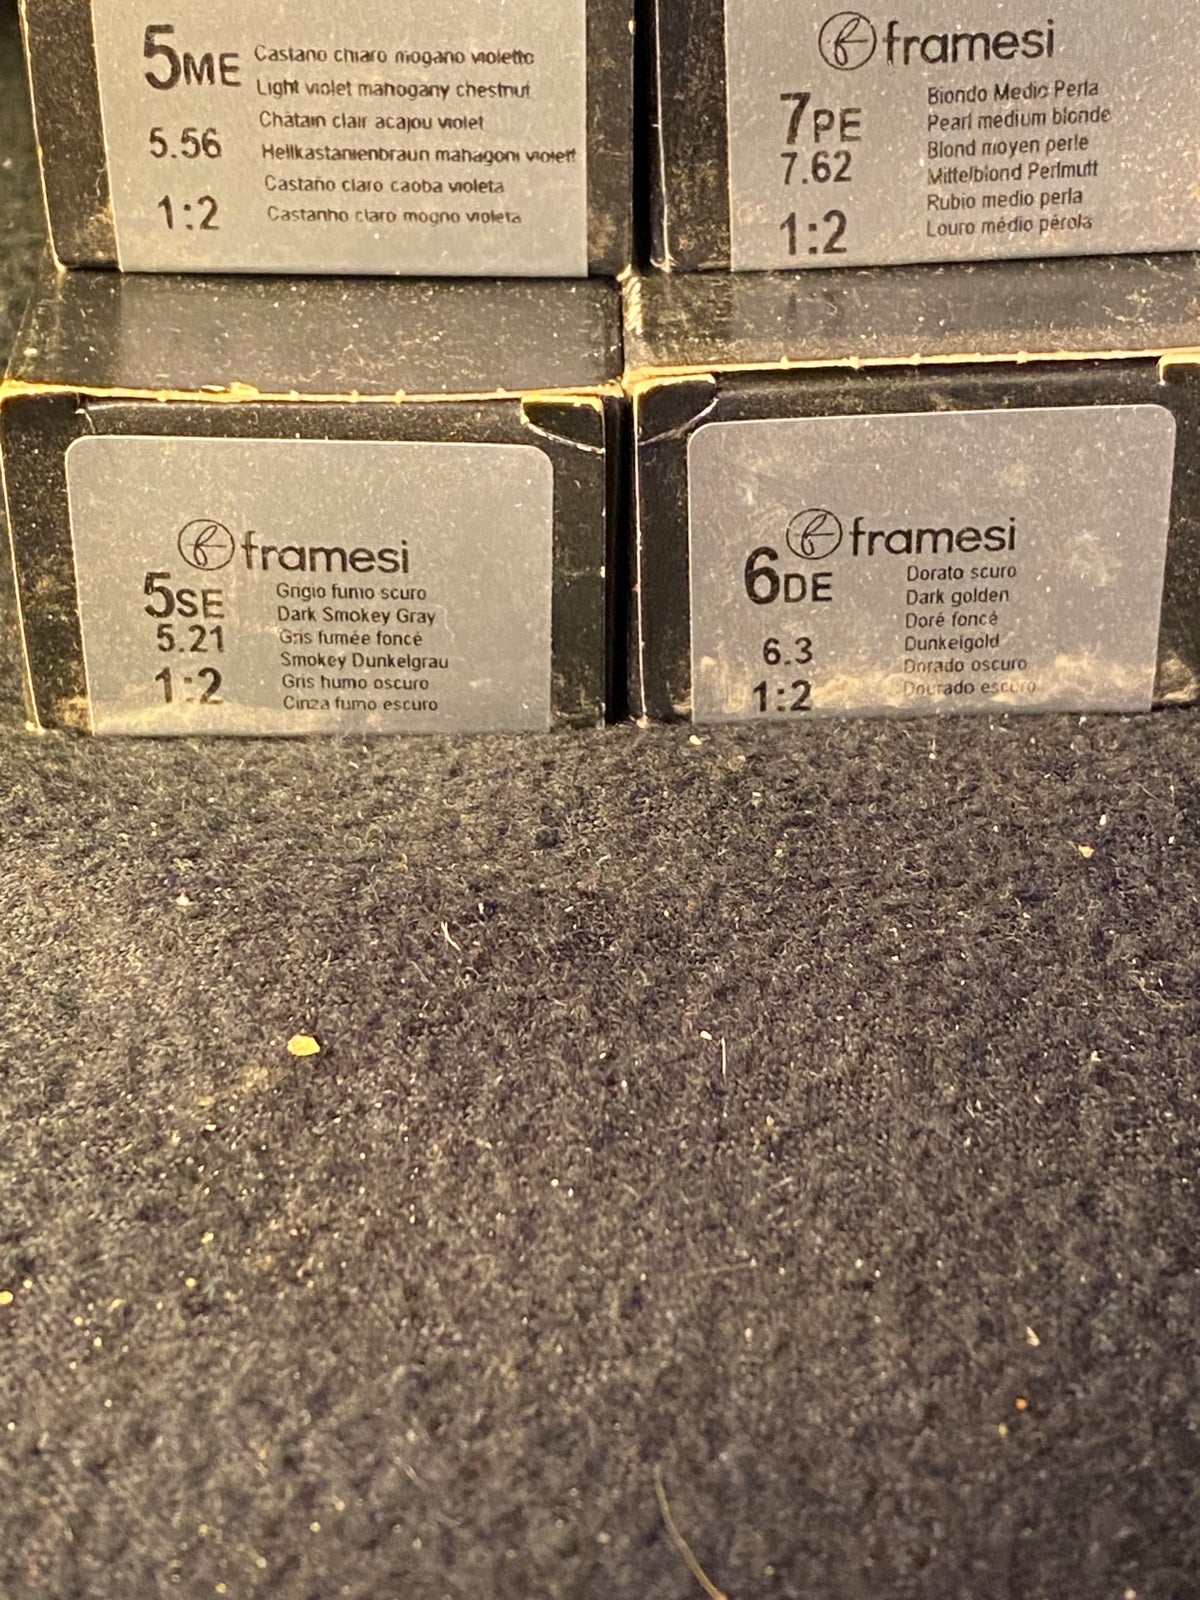 5ME
Castano chiaro mogano violetto
Light violet mahogany chestnut
Châtain clair acajou violet
5.56
Hellkastanienbraun mahagoni violett
Castaño claro caoba violeta
1:2
Castanho claro mogno violeta
framesi
7PE
Biondo Medio Perla
Pearl medium blonde
Blond moyen perle
7.62
Mittelblond Perlmutt
Rubio medio perla
1:2
Louro médio pérola
framesi
5SE
Grigio fumo scuro
Dark Smokey Gray
5.21
Gris fumée foncé
Smokey Dunkelgrau
1:2
Gris humo oscuro
Cinza fumo escuro
framesi
6DE
Dorato scuro
Dark golden
Doré foncé
6.3
Dunkelgold
Dorado oscuro
1:2
Dourado escuro